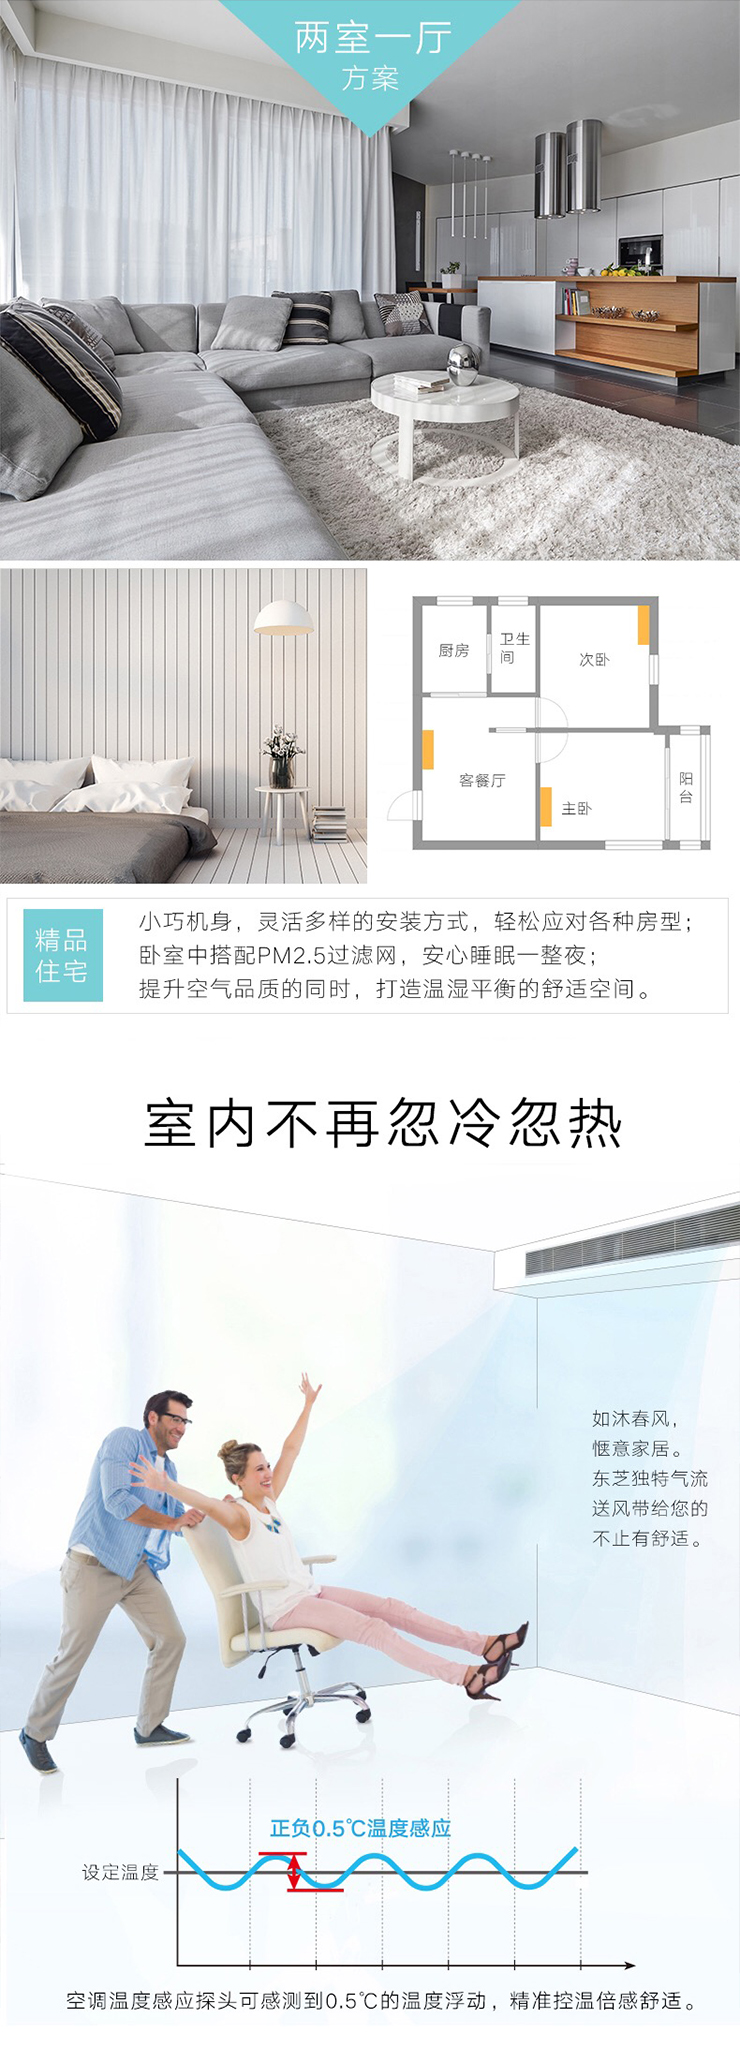 两室一厅
方案
厨房
卫生
间
次卧
客餐厅
主卧
阳
台
精品
住宅
小巧机身，灵活多样的安装方式，轻松应对各种房型；
卧室中搭配PM2.5过滤网，安心睡眠一整夜；
提升空气品质的同时，打造温湿平衡的舒适空间。
室内不再忽冷忽热
如沐春风，
惬意家居。
东芝独特气流
送风带给您的
不止有舒适。
正负0.5℃温度感应
设定温度
空调温度感应探头可感测到0.5℃的温度浮动，精准控温倍感舒适。